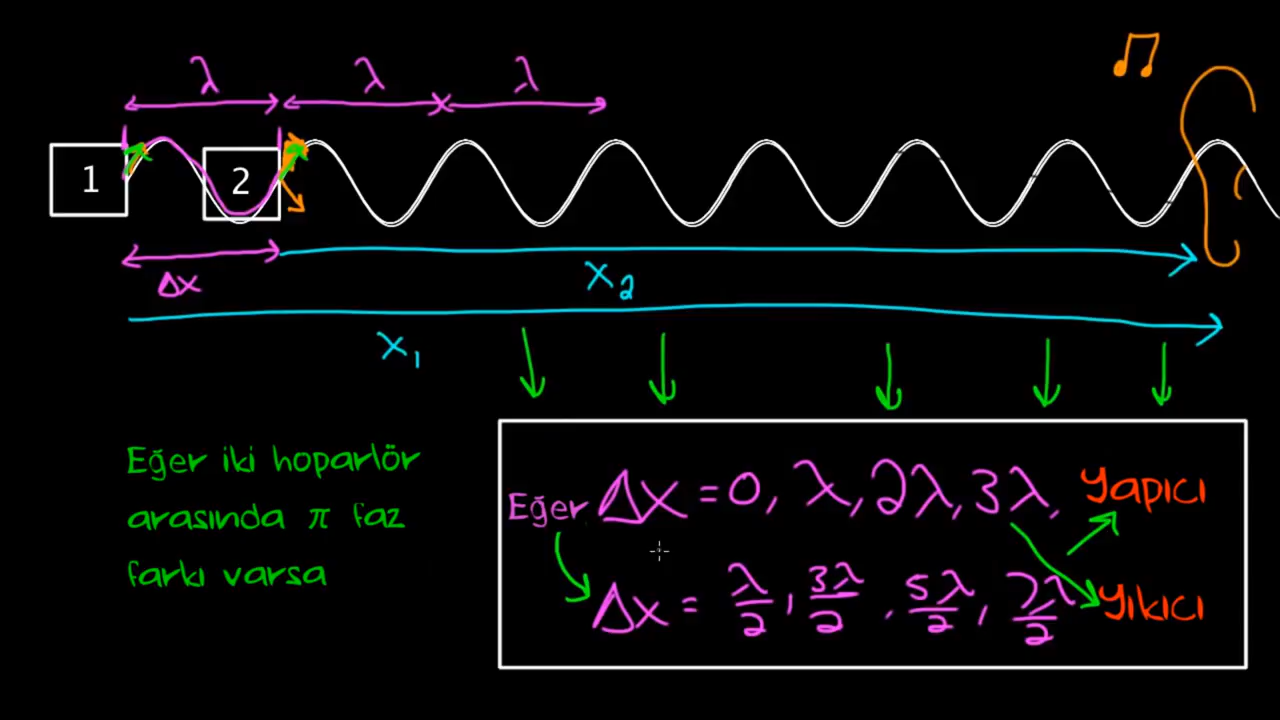 λ λ λ
1 2
Δx
x₂
x₁
Eğer iki hoparlör
arasında π faz
farkı varsa
Eğer Δx = 0, λ, 2λ, 3λ, Yapıcı
Δx = λ/2, 3λ/2, 5λ/2, 7λ/2 Yıkıcı